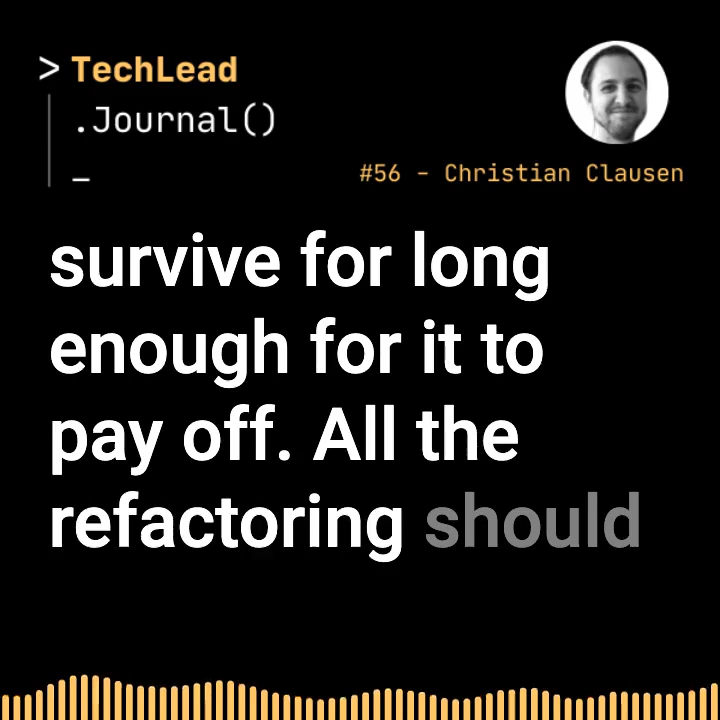 > TechLead
.Journal()
_
#56 - Christian Clausen
survive for long
enough for it to
pay off. All the
refactoring should